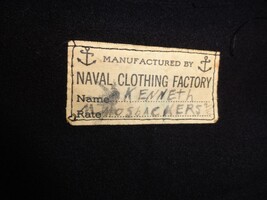 MANUFACTURED BY
NAVAL CLOTHING FACTORY
Name KENNETH
Rate